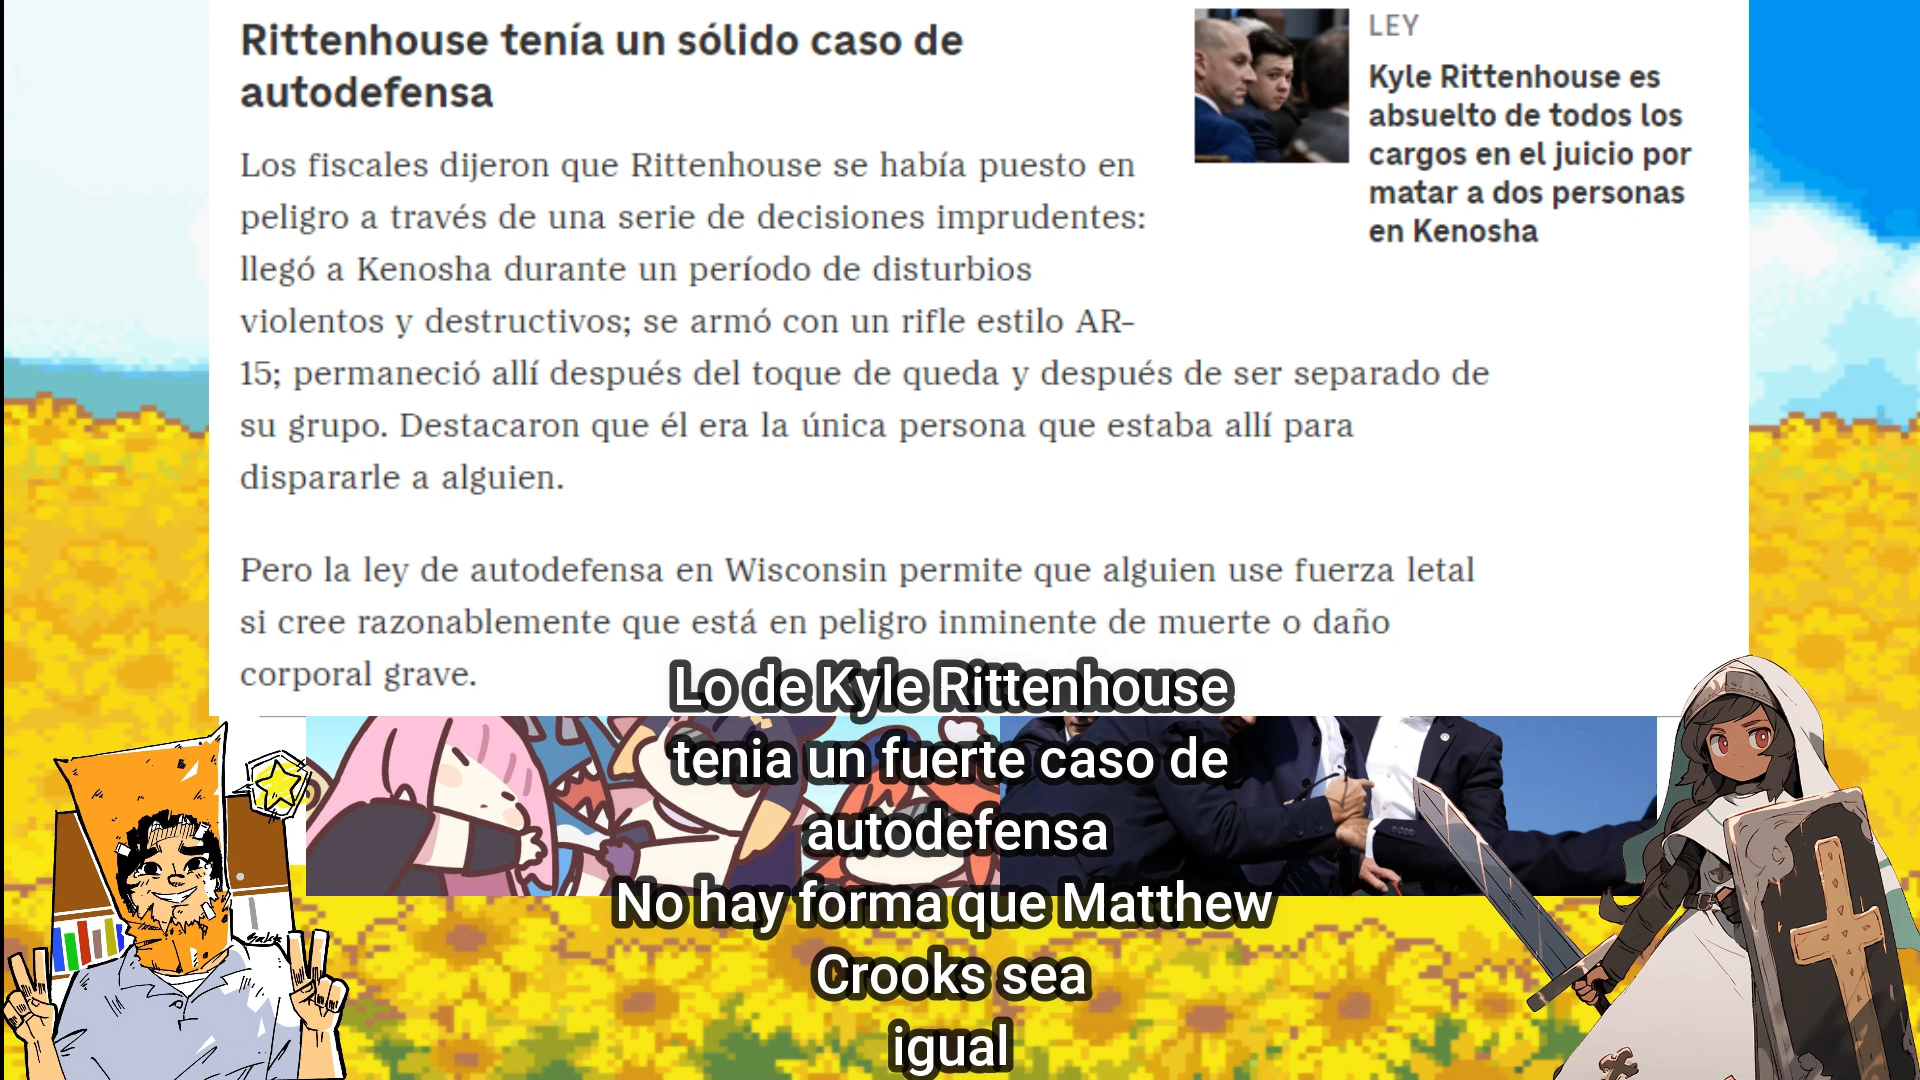 Rittenhouse tenía un sólido caso de
autodefensa
Los fiscales dijeron que Rittenhouse se había puesto en
peligro a través de una serie de decisiones imprudentes:
llegó a Kenosha durante un período de disturbios
violentos y destructivos; se armó con un rifle estilo AR-
15; permaneció allí después del toque de queda y después de ser separado de
su grupo. Destacaron que él era la única persona que estaba allí para
dispararle a alguien.
Pero la ley de autodefensa en Wisconsin permite que alguien use fuerza letal
si cree razonablemente que está en peligro inminente de muerte o daño
corporal grave.
LEY
Kyle Rittenhouse es
absuelto de todos los
cargos en el juicio por
matar a dos personas
en Kenosha
Lo de Kyle Rittenhouse
tenia un fuerte caso de
autodefensa
No hay forma que Matthew
Crooks sea
igual